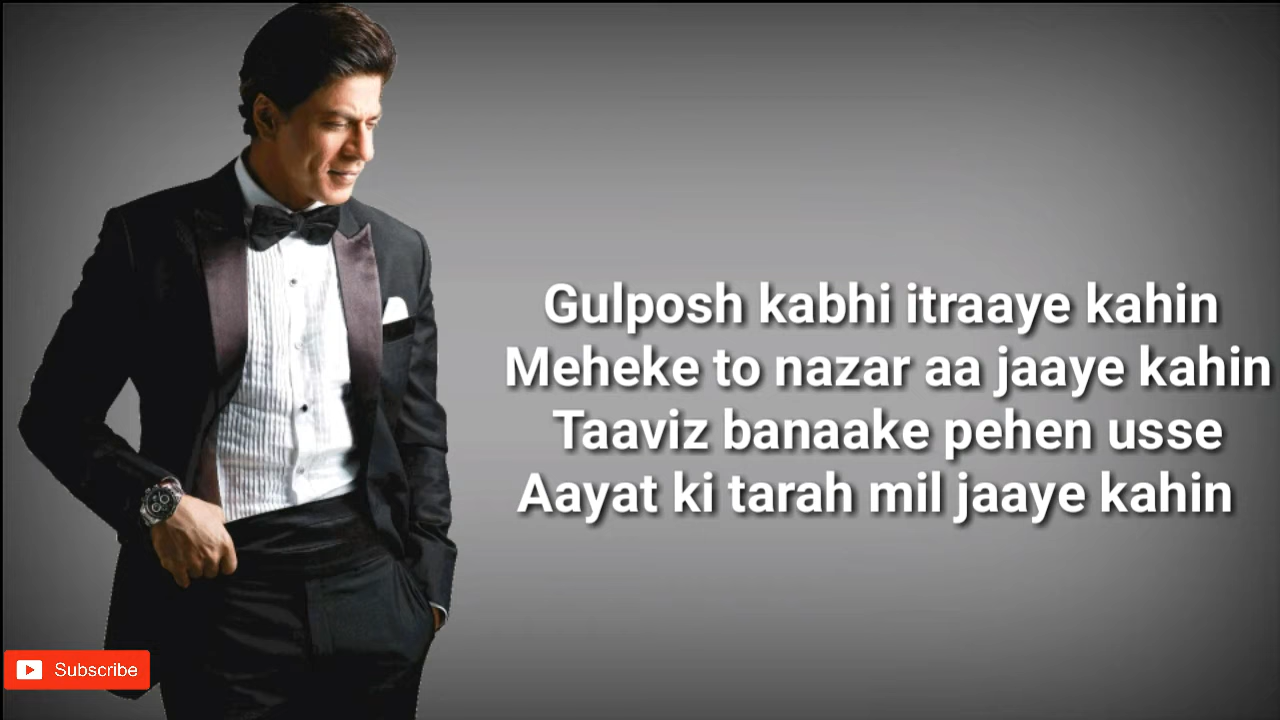 Gulposh kabhi itraaye kahin
Meheke to nazar aa jaaye kahin
Taaviz banaake pehen usse
Aayat ki tarah mil jaaye kahin
Subscribe